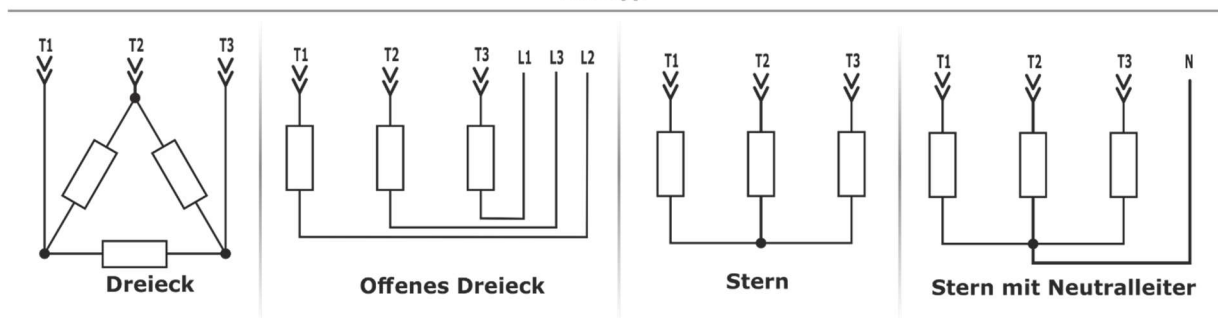 T1 T2 T3
Dreieck
T1 T2 T3 L1 L3 L2
Offenes Dreieck
T1 T2 T3
Stern
T1 T2 T3 N
Stern mit Neutralleiter